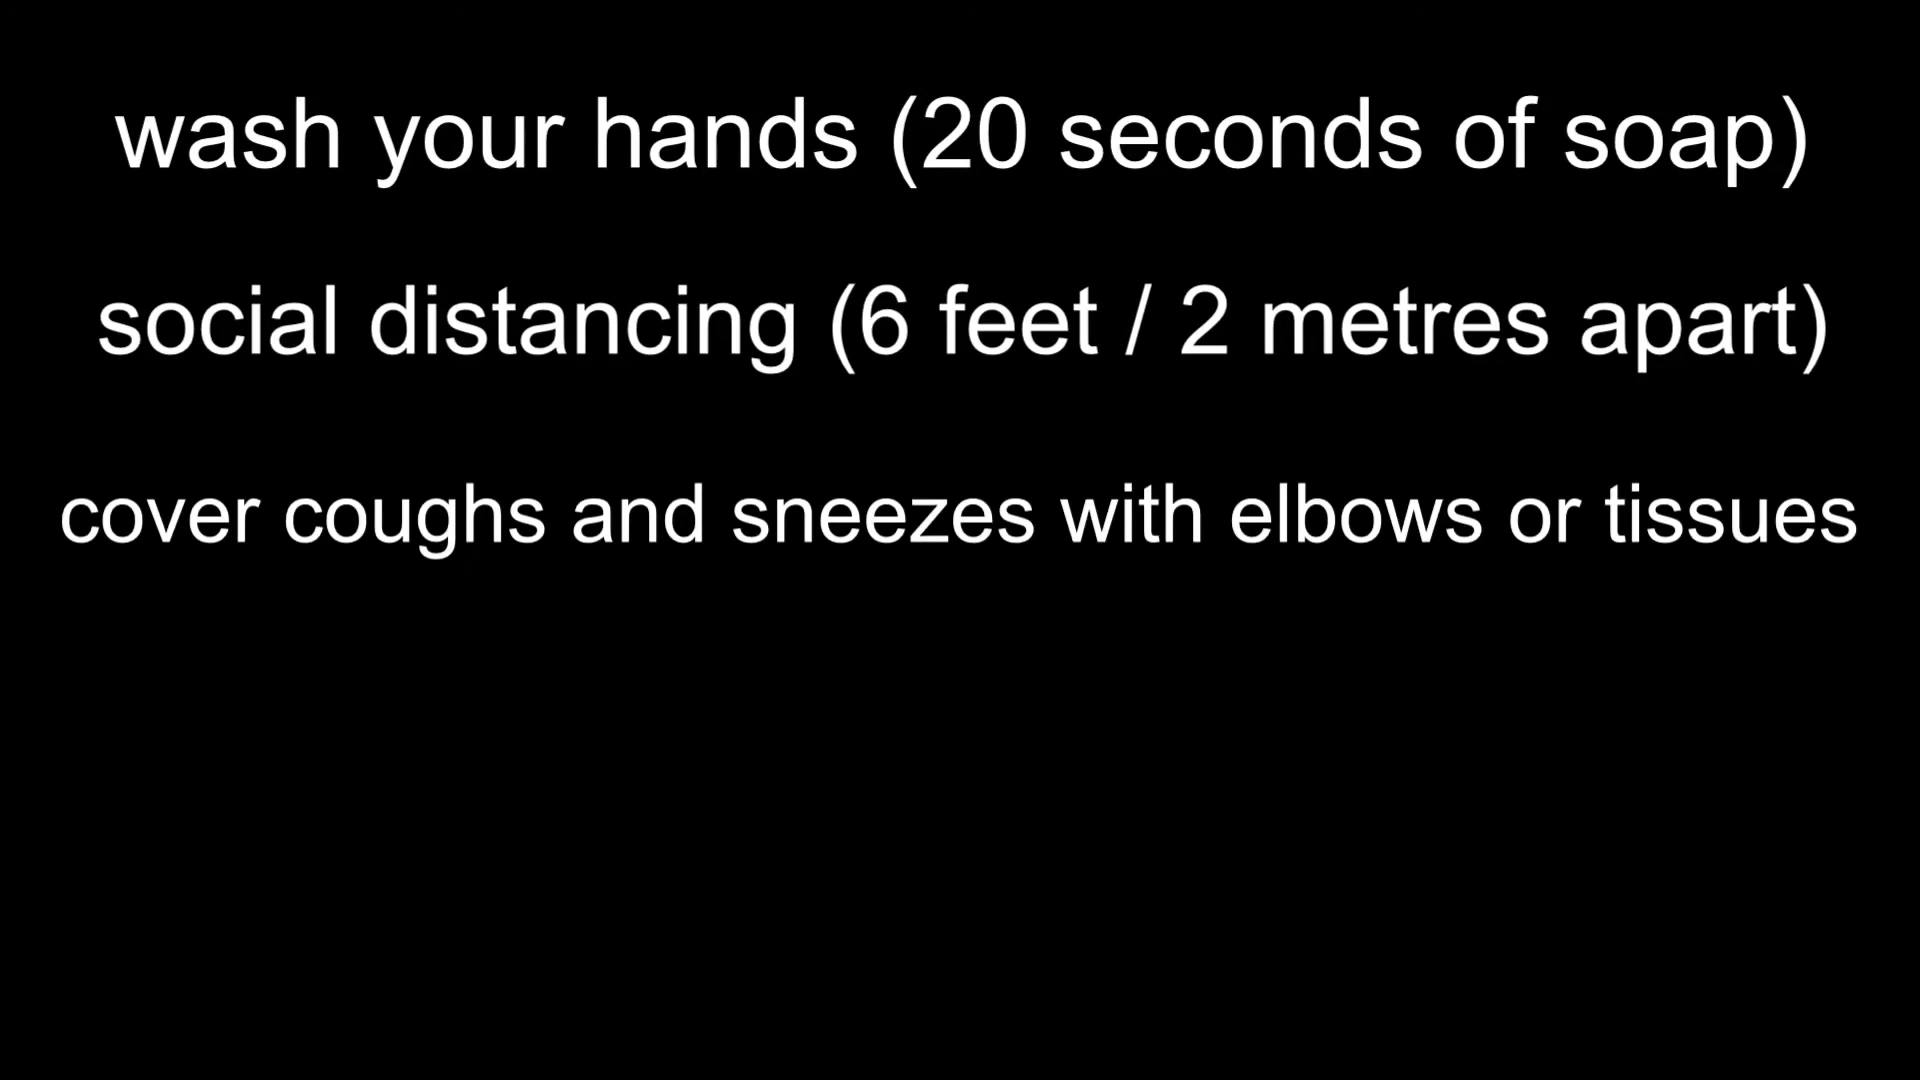 wash your hands (20 seconds of soap)
social distancing (6 feet / 2 metres apart)
cover coughs and sneezes with elbows or tissues